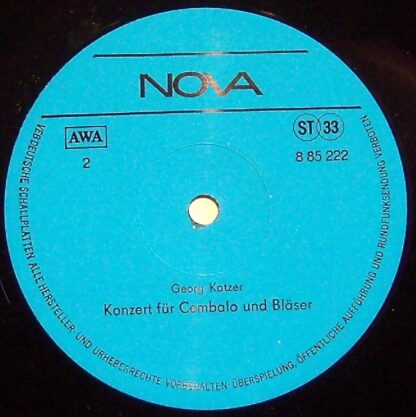 NOVA
AWA
ST 33
2
8 85 222
Georg Katzer
Konzert für Cembalo und Bläser
VEB DEUTSCHE SCHALLPLATTEN ALLE HERSTELLER- UND URHEBERRECHTE VORBEHALTEN ÜBERSPIELUNG, ÖFFENTLICHE AUFFÜHRUNG UND RUNDFUNKSENDUNG VERBOTEN